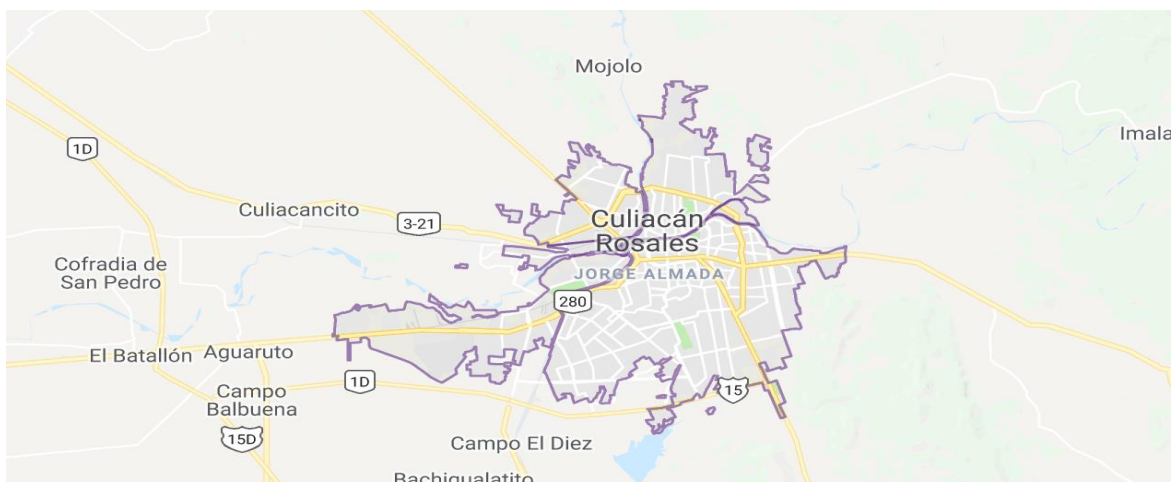 Mojolo
Imala
1D
Culiacancito
3-21
Culiacán
Rosales
JORGE ALMADA
Cofradia de
San Pedro
280
El Batallón
Aguaruto
1D
Campo
Balbuena
15
15D
Campo El Diez
Bachigualatito